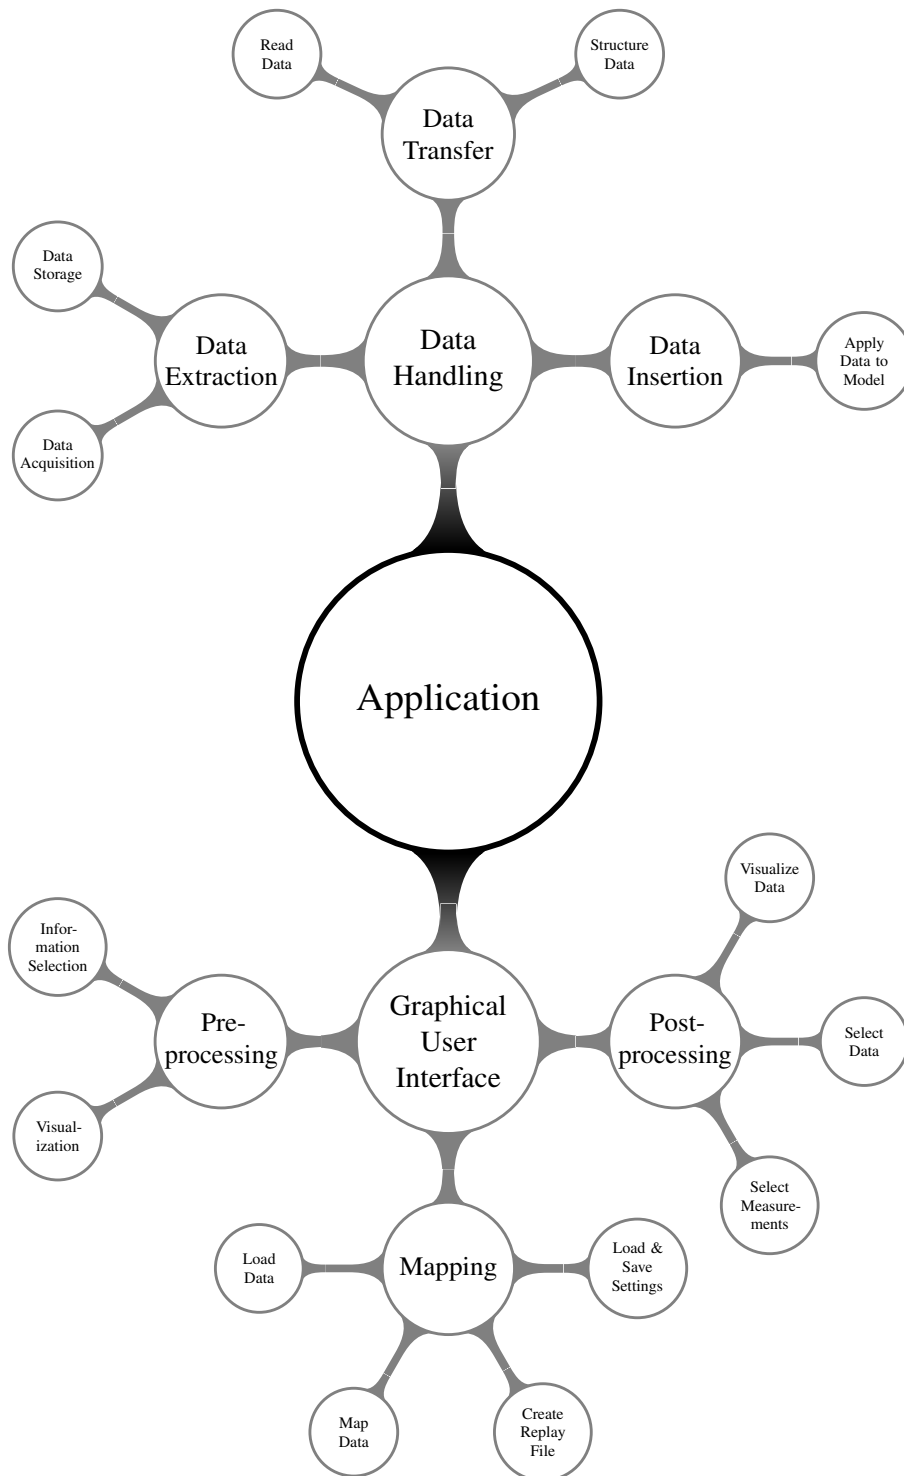 Read
Data
Structure
Data
Data
Transfer
Data
Storage
Data
Extraction
Data
Handling
Data
Insertion
Apply
Data to
Model
Data
Acquisition
Application
Visualize
Data
Infor-
mation
Selection
Pre-
processing
Graphical
User
Interface
Post-
processing
Select
Data
Visual-
ization
Select
Measure-
ments
Load
Data
Mapping
Load &
Save
Settings
Map
Data
Create
Replay
File